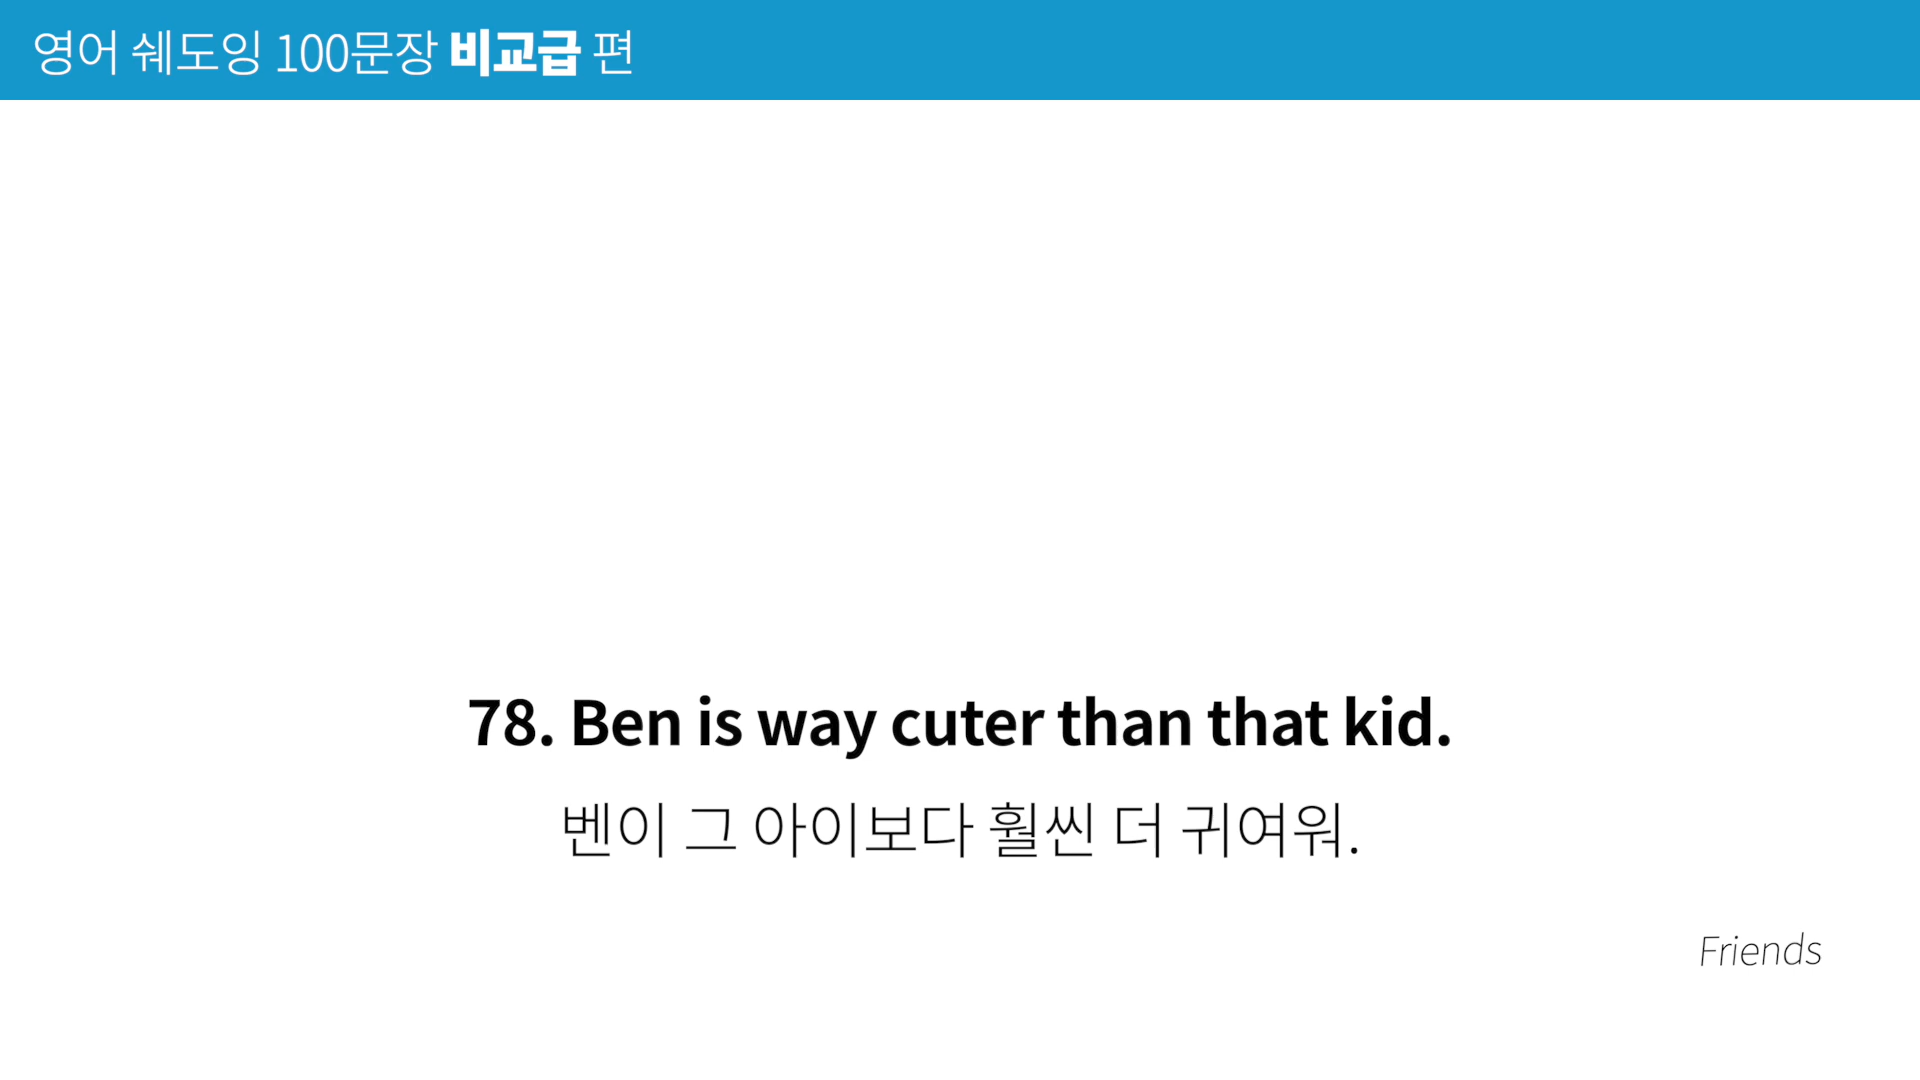 영어 쉐도잉 100문장 비교급 편
78. Ben is way cuter than that kid.
벤이 그 아이보다 훨씬 더 귀여워.
Friends